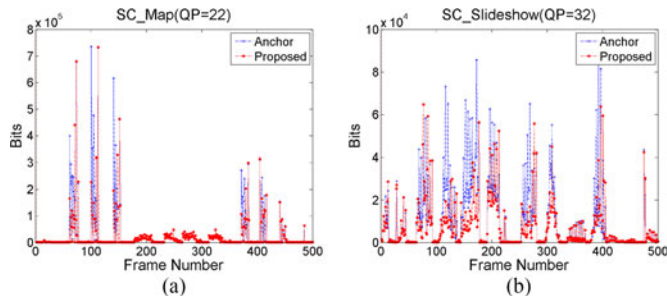 SC_Map(QP=22)
x 10^5
Anchor
Proposed
8
7
6
5
4
3
2
1
0
Bits
0 100 200 300 400 500
Frame Number
(a)
SC_Slideshow(QP=32)
x 10^4
Anchor
Proposed
10
8
6
4
2
0
Bits
0 100 200 300 400 500
Frame Number
(b)